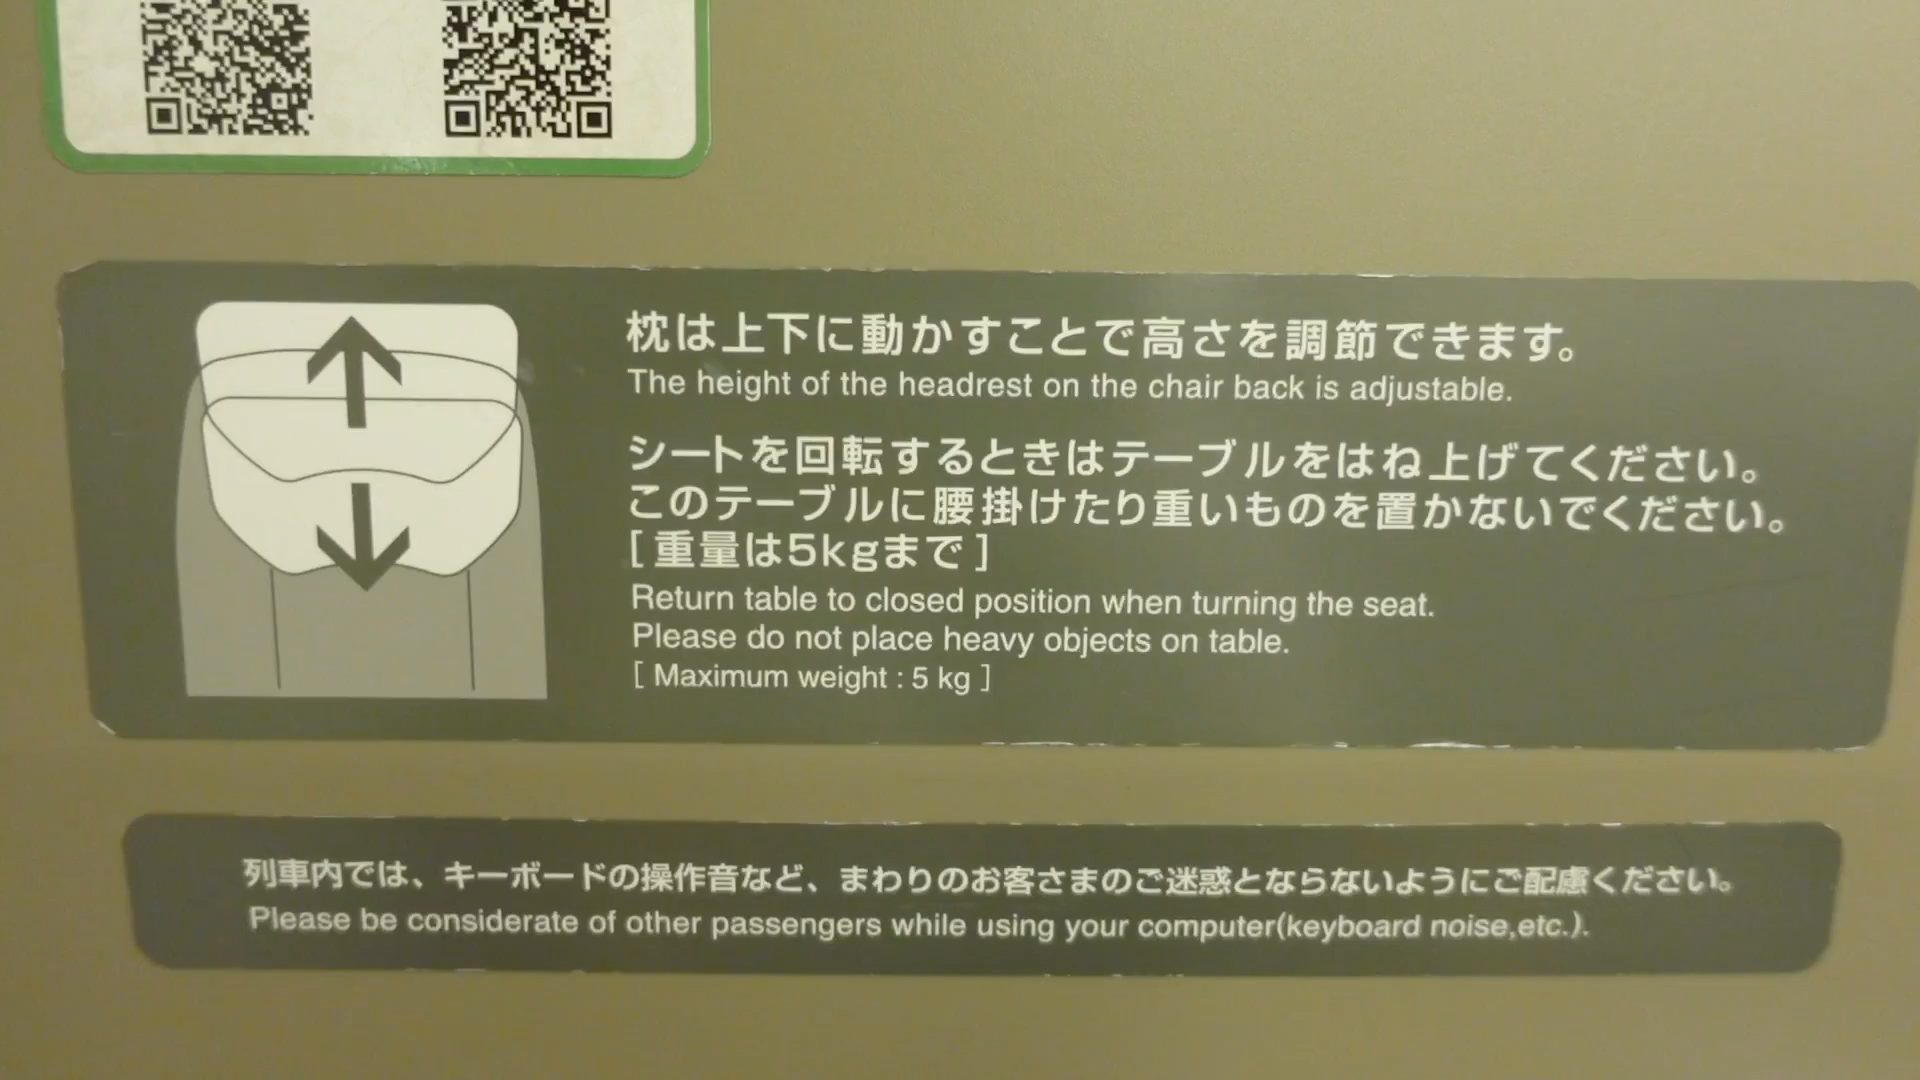 枕は上下に動かすことで高さを調節できます。
The height of the headrest on the chair back is adjustable.
シートを回転するときはテーブルをはね上げてください。
このテーブルに腰掛けたり重いものを置かないでください。
[ 重量は5kgまで ]
Return table to closed position when turning the seat.
Please do not place heavy objects on table.
[ Maximum weight : 5 kg ]
列車内では、キーボードの操作音など、まわりのお客さまのご迷惑とならないようにご配慮ください。
Please be considerate of other passengers while using your computer(keyboard noise,etc.).